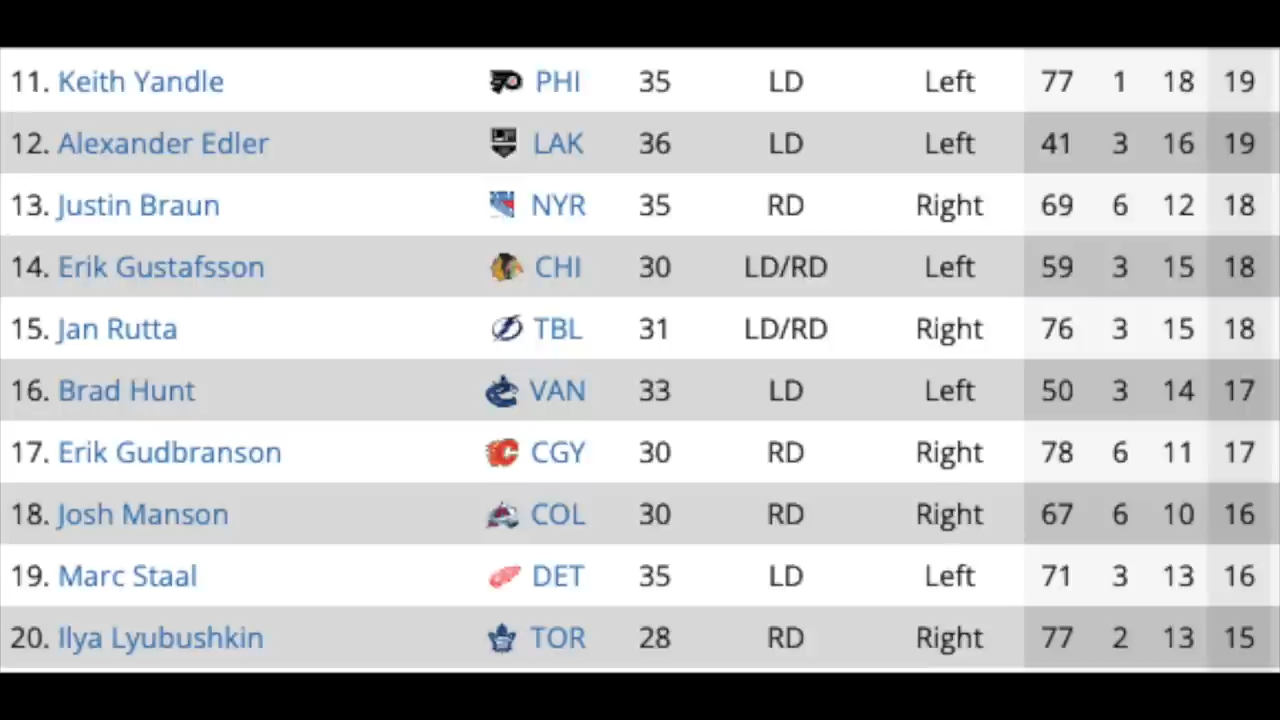 11. Keith Yandle PHI 35 LD Left 77 1 18 19
12. Alexander Edler LAK 36 LD Left 41 3 16 19
13. Justin Braun NYR 35 RD Right 69 6 12 18
14. Erik Gustafsson CHI 30 LD/RD Left 59 3 15 18
15. Jan Rutta TBL 31 LD/RD Right 76 3 15 18
16. Brad Hunt VAN 33 LD Left 50 3 14 17
17. Erik Gudbranson CGY 30 RD Right 78 6 11 17
18. Josh Manson COL 30 RD Right 67 6 10 16
19. Marc Staal DET 35 LD Left 71 3 13 16
20. Ilya Lyubushkin TOR 28 RD Right 77 2 13 15